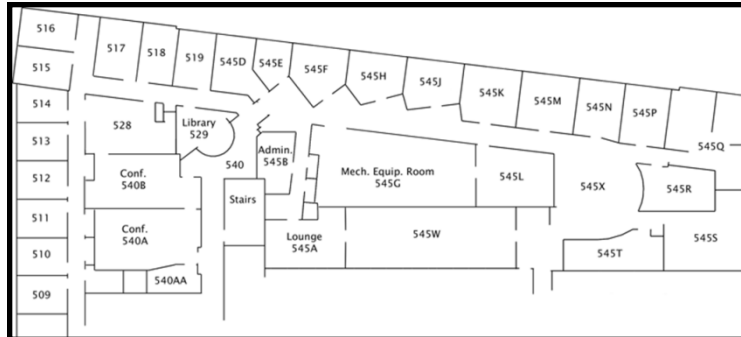 516
517
518
519
545D
545E
545F
545H
545J
545K
545M
545N
545P
545Q
515
514
513
512
511
510
509
528
Library
529
540
Admin.
545B
Mech. Equip. Room
545G
545L
545X
545R
Conf.
540B
Stairs
Conf.
540A
Lounge
545A
545W
545T
545S
540AA